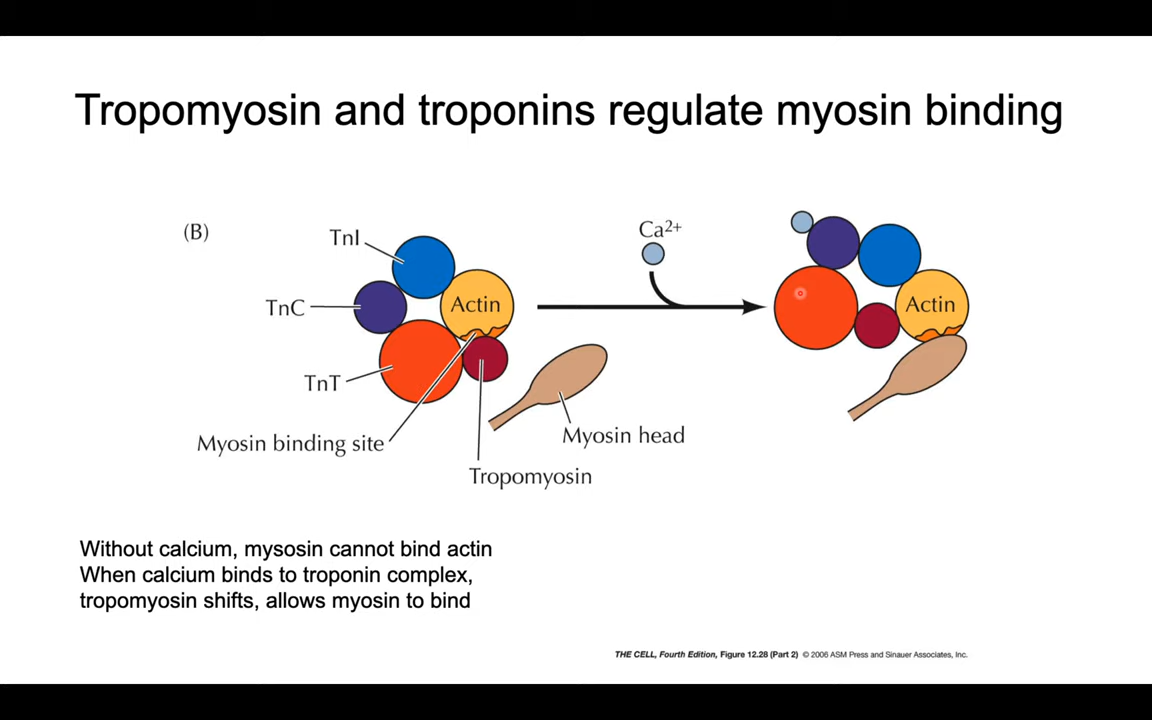 Tropomyosin and troponins regulate myosin binding
(B)
TnI
Ca2+
TnC
Actin
Actin
TnT
Myosin binding site
Myosin head
Tropomyosin
Without calcium, mysosin cannot bind actin
When calcium binds to troponin complex,
tropomyosin shifts, allows myosin to bind
THE CELL, Fourth Edition, Figure 12.28 (Part 2) © 2006 ASM Press and Sinauer Associates, Inc.